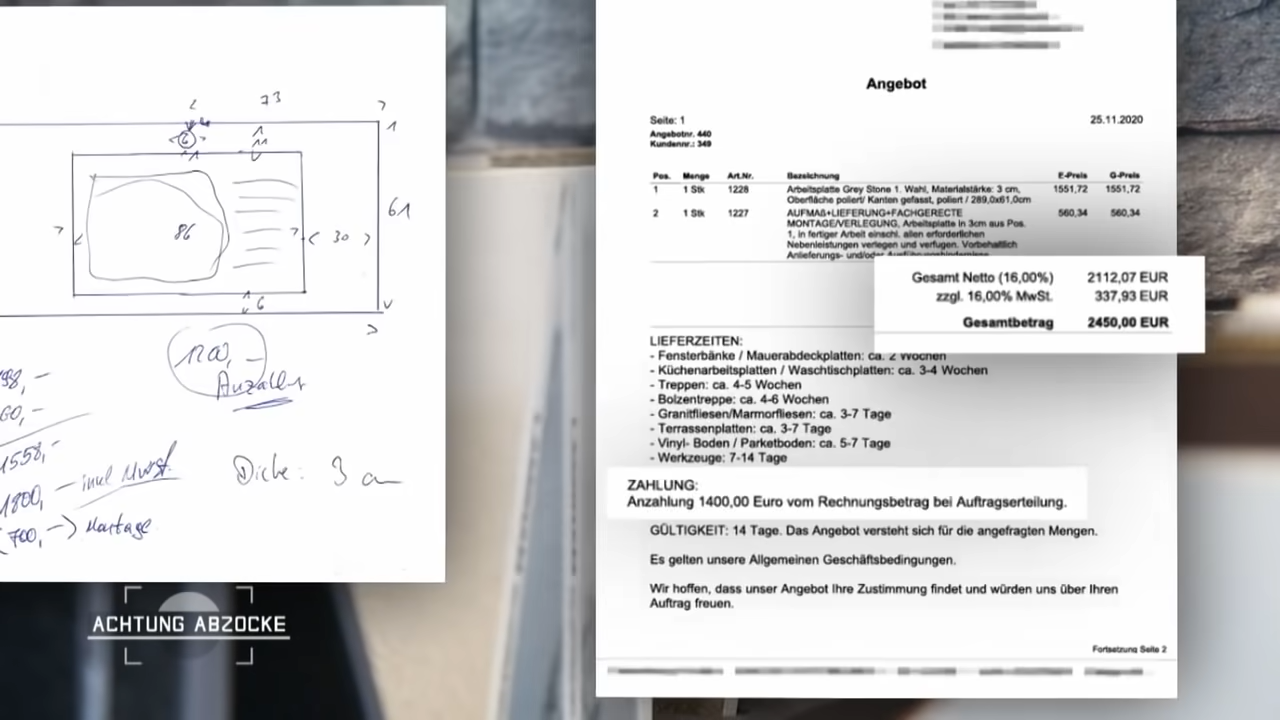 73
6
11
61
86
30
6
1200,-
Anzahlen
98,-
60,-
1558,-
1800,- inkl Mwst.
(700,-) Montage
Dicke: 3 cm
ACHTUNG ABZOCKE
Angebot
Seite: 1 25.11.2020
Angebotnr. 440
Kundennr.: 349
Pos. Menge Art.Nr. Bezeichnung E-Preis G-Preis
1 1 Stk 1228 Arbeitsplatte Grey Stone 1. Wahl, Materialstärke: 3 cm, 1551,72 1551,72
Oberfläche poliert/ Kanten gefasst, poliert / 289,0x61,0cm
2 1 Stk 1227 AUFMAß+LIEFERUNG+FACHGERECTE 560,34 560,34
MONTAGE/VERLEGUNG, Arbeitsplatte in 3cm aus Pos.
1, in fertiger Arbeit einschl. allen erforderlichen
Nebenleistungen verlegen und verfugen. Vorbehaltlich
Anlieferungs- und/oder Ausführungshindernisse
Gesamt Netto (16,00%) 2112,07 EUR
zzgl. 16,00% MwSt. 337,93 EUR
Gesamtbetrag 2450,00 EUR
LIEFERZEITEN:
- Fensterbänke / Mauerabdeckplatten: ca. 2 Wochen
- Küchenarbeitsplatten / Waschtischplatten: ca. 3-4 Wochen
- Treppen: ca. 4-5 Wochen
- Bolzentreppe: ca. 4-6 Wochen
- Granitfliesen/Marmorfliesen: ca. 3-7 Tage
- Terrassenplatten: ca. 3-7 Tage
- Vinyl- Boden / Parketboden: ca. 5-7 Tage
- Werkzeuge: 7-14 Tage
ZAHLUNG:
Anzahlung 1400,00 Euro vom Rechnungsbetrag bei Auftragserteilung.
GÜLTIGKEIT: 14 Tage. Das Angebot versteht sich für die angefragten Mengen.
Es gelten unsere Allgemeinen Geschäftsbedingungen.
Wir hoffen, dass unser Angebot Ihre Zustimmung findet und würden uns über Ihren
Auftrag freuen.
Fortsetzung Seite 2